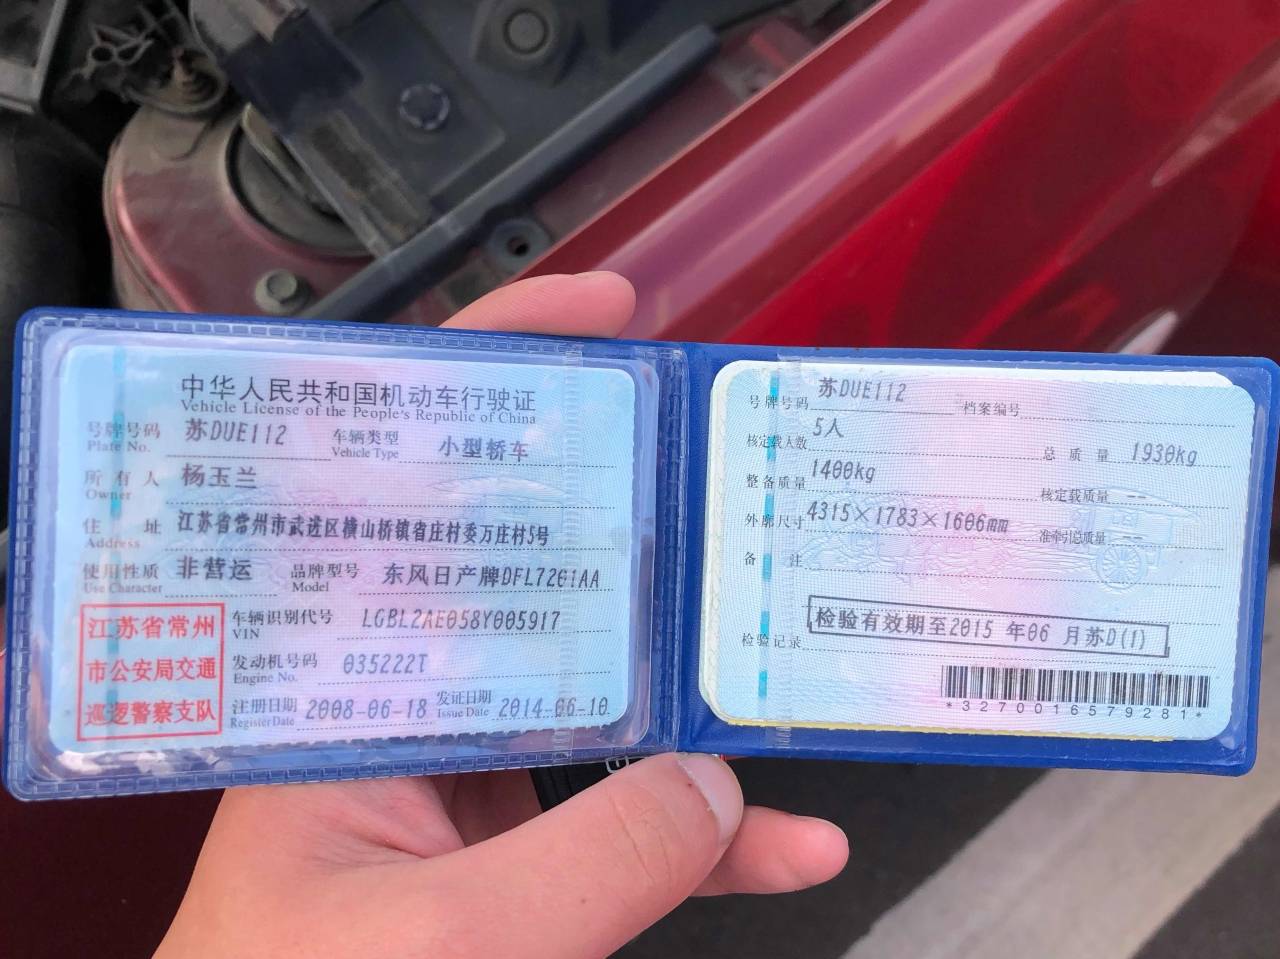 中华人民共和国机动车行驶证
Vehicle License of the People's Republic of China
号牌号码 苏DUE112 车辆类型 小型轿车
Plate No. Vehicle Type
所有人 杨玉兰
Owner
住址 江苏省常州市武进区横山桥镇省庄村委万庄村5号
Address
使用性质 非营运 品牌型号 东风日产牌DFL7201AA
Use Character Model
江苏省常州
市公安局交通
巡逻警察支队
车辆识别代号 LGBL2AE058Y005917
VIN
发动机号码 035222T
Engine No.
注册日期 2008-06-18 发证日期 2014-06-10
Register Date Issue Date
号牌号码 苏DUE112 档案编号
核定载人数 5人 总质量 1930kg
整备质量 1400kg 核定载质量 --
外廓尺寸 4315×1783×1606mm 准牵引总质量 --
备注
检验记录 检验有效期至2015 年06 月苏D(1)
*3270016579281*